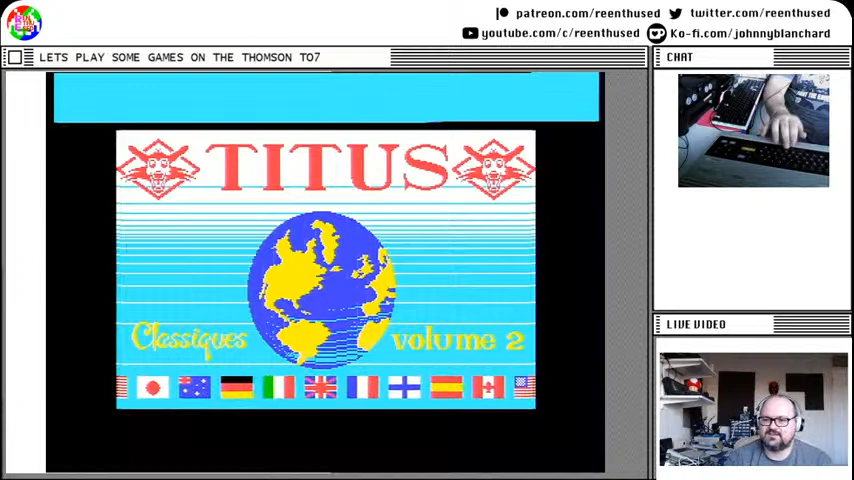 patreon.com/reenthused
twitter.com/reenthused
youtube.com/c/reenthused
Ko-fi.com/johnnyblanchard
LETS PLAY SOME GAMES ON THE THOMSON TO7
CHAT
TITUS
Classiques volume 2
LIVE VIDEO